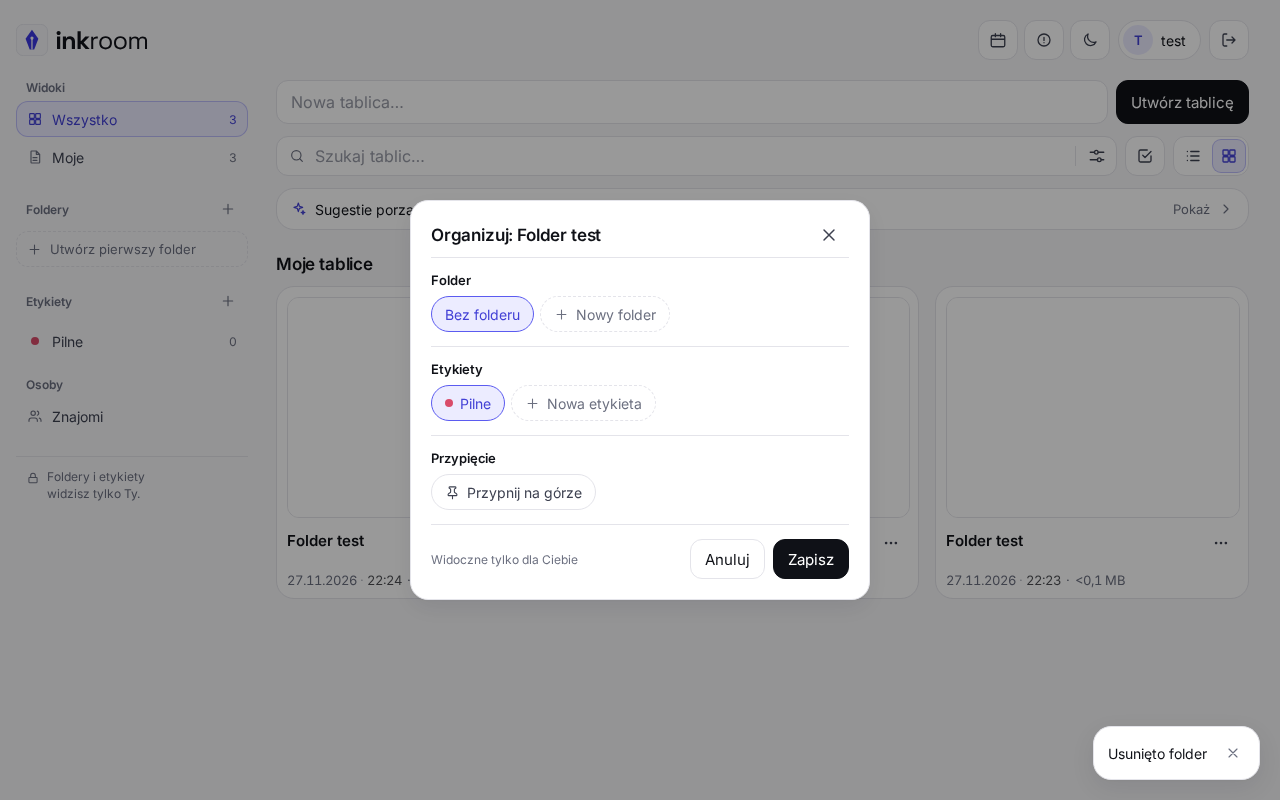 inkroom
T test
Widoki
Wszystko 3
Moje 3
Foldery
Utwórz pierwszy folder
Etykiety
Pilne 0
Osoby
Znajomi
Foldery i etykiety
widzisz tylko Ty.
Nowa tablica...
Utwórz tablicę
Szukaj tablic...
Sugestie porzą
Pokaż
Moje tablice
Folder test
27.11.2026 · 22:24 ·
Folder test
27.11.2026 · 22:23 · <0,1 MB
Organizuj: Folder test
Folder
Bez folderu
Nowy folder
Etykiety
Pilne
Nowa etykieta
Przypięcie
Przypnij na górze
Widoczne tylko dla Ciebie
Anuluj
Zapisz
Usunięto folder